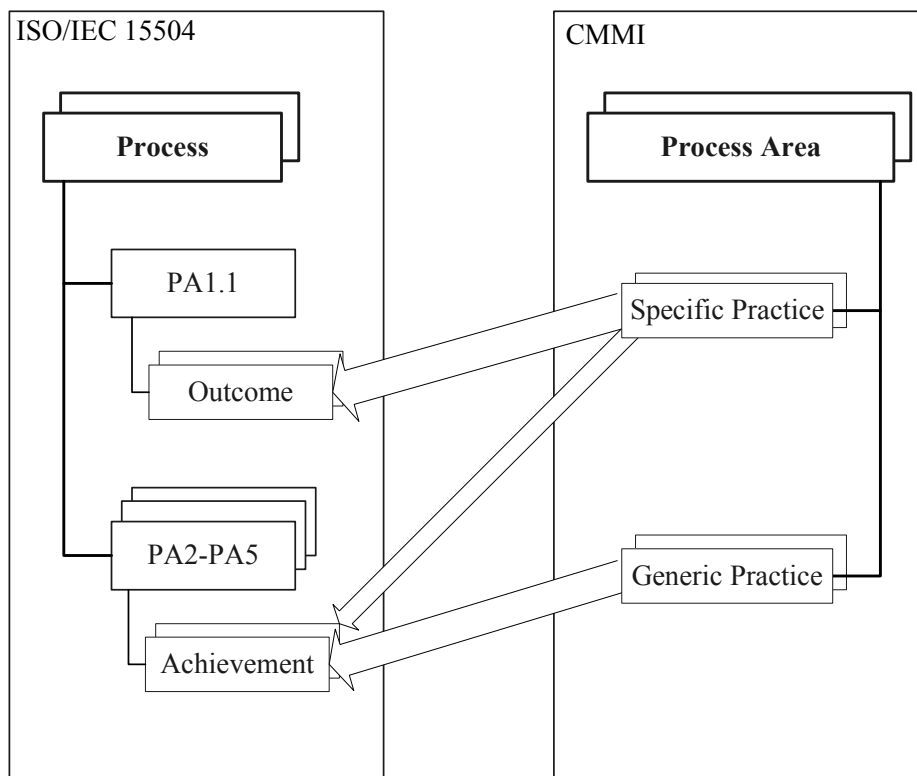 ISO/IEC 15504
Process
PA1.1
Outcome
PA2-PA5
Achievement
CMMI
Process Area
Specific Practice
Generic Practice